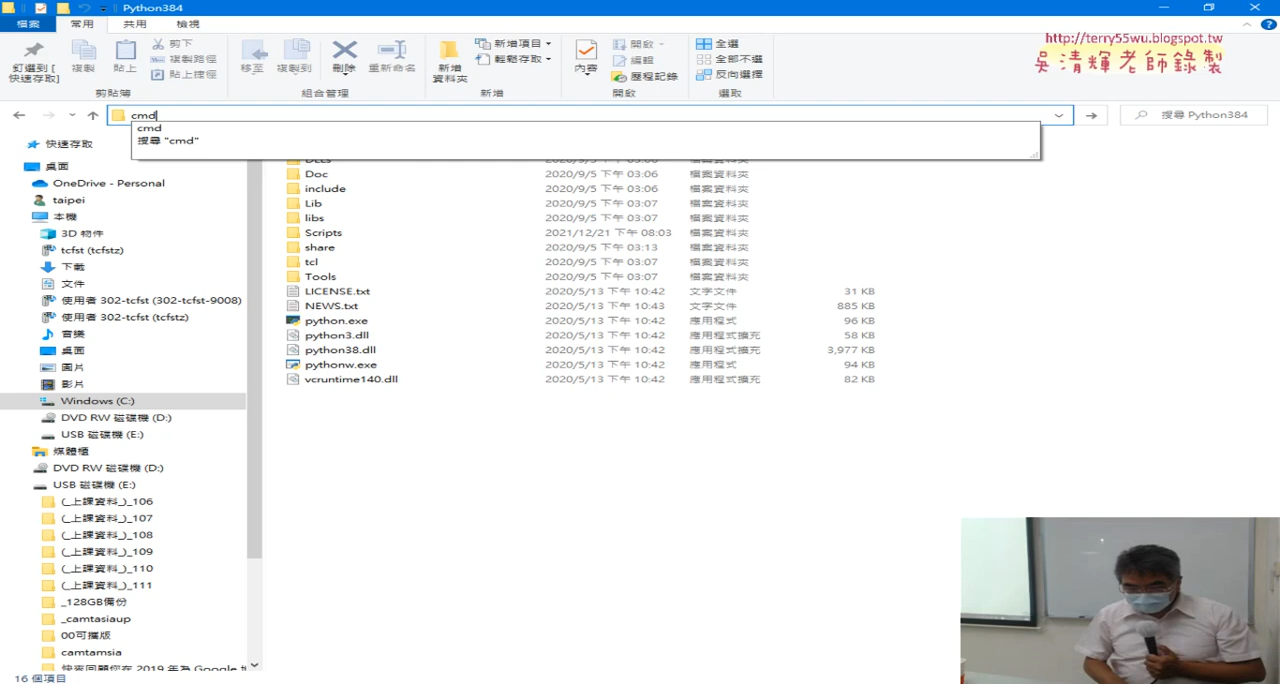 Python384
檔案 常用 共用 檢視
釘選到 [快速存取]
複製
貼上
剪下
複製路徑
貼上捷徑
剪貼簿
移至
複製到
刪除
重新命名
組合管理
新增資料夾
新增項目
輕鬆存取
新增
內容
開啟
編輯
歷程記錄
開啟
全選
全部不選
反向選擇
選取
http://terry55wu.blogspot.tw
吳清輝老師錄製
cmd
搜尋 Python384
cmd
搜尋 "cmd"
快速存取
桌面
OneDrive - Personal
taipei
本機
3D 物件
tcfst (tcfstz)
下載
文件
使用者 302-tcfst (302-tcfst-9008)
使用者 302-tcfst (tcfstz)
音樂
桌面
圖片
影片
Windows (C:)
DVD RW 磁碟機 (D:)
USB 磁碟機 (E:)
媒體櫃
DVD RW 磁碟機 (D:)
USB 磁碟機 (E:)
(_上課資料_)_106
(_上課資料_)_107
(_上課資料_)_108
(_上課資料_)_109
(_上課資料_)_110
(_上課資料_)_111
_128GB備份
_camtasiaup
00可攜版
camtamsia
快來回顧您在 2019 年為 Google
DLLs 2020/9/5 下午 03:06 檔案資料夾
Doc 2020/9/5 下午 03:06 檔案資料夾
include 2020/9/5 下午 03:06 檔案資料夾
Lib 2020/9/5 下午 03:07 檔案資料夾
libs 2020/9/5 下午 03:07 檔案資料夾
Scripts 2021/12/21 下午 08:03 檔案資料夾
share 2020/9/5 下午 03:13 檔案資料夾
tcl 2020/9/5 下午 03:07 檔案資料夾
Tools 2020/9/5 下午 03:07 檔案資料夾
LICENSE.txt 2020/5/13 下午 10:42 文字文件 31 KB
NEWS.txt 2020/5/13 下午 10:43 文字文件 885 KB
python.exe 2020/5/13 下午 10:42 應用程式 96 KB
python3.dll 2020/5/13 下午 10:42 應用程式擴充 58 KB
python38.dll 2020/5/13 下午 10:42 應用程式擴充 3,977 KB
pythonw.exe 2020/5/13 下午 10:42 應用程式 94 KB
vcruntime140.dll 2020/5/13 下午 10:42 應用程式擴充 82 KB
16 個項目